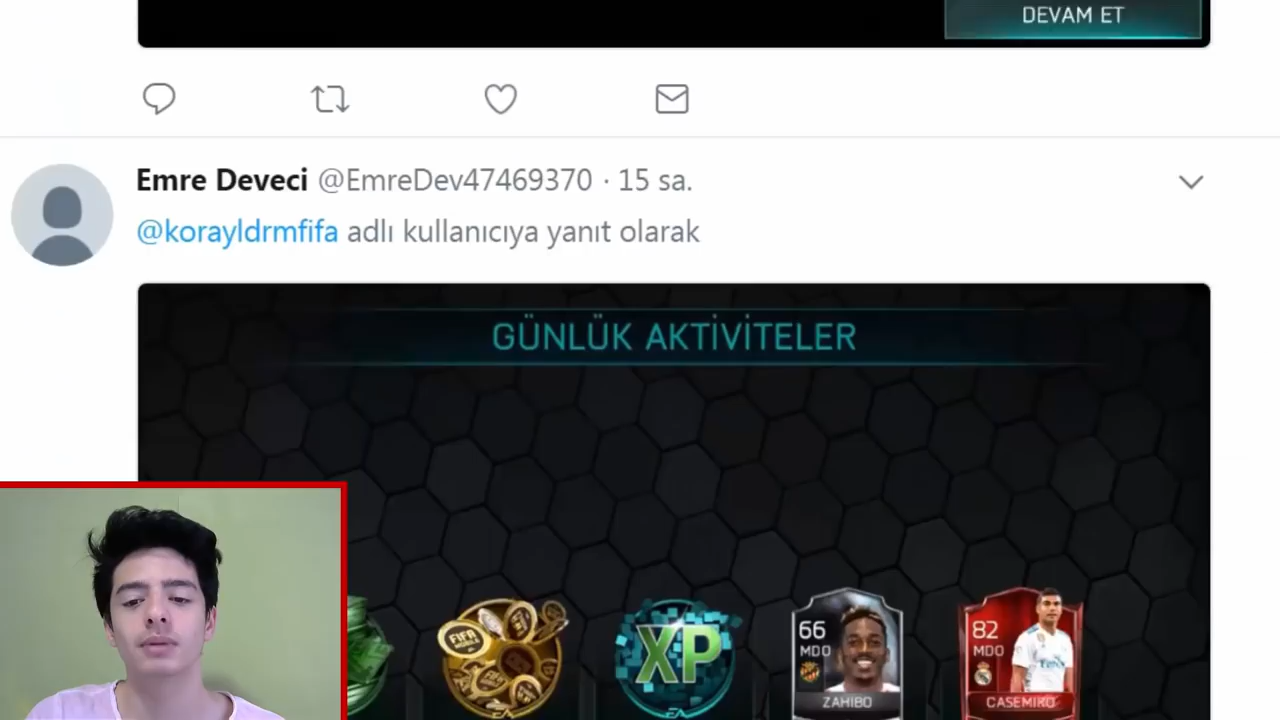 DEVAM ET
Emre Deveci @EmreDev47469370 · 15 sa.
@korayldrmfifa adlı kullanıcıya yanıt olarak
GÜNLÜK AKTİVİTELER
FIFA
XP
66
MDO
ZAHIBO
82
MDO
CASEMIRO